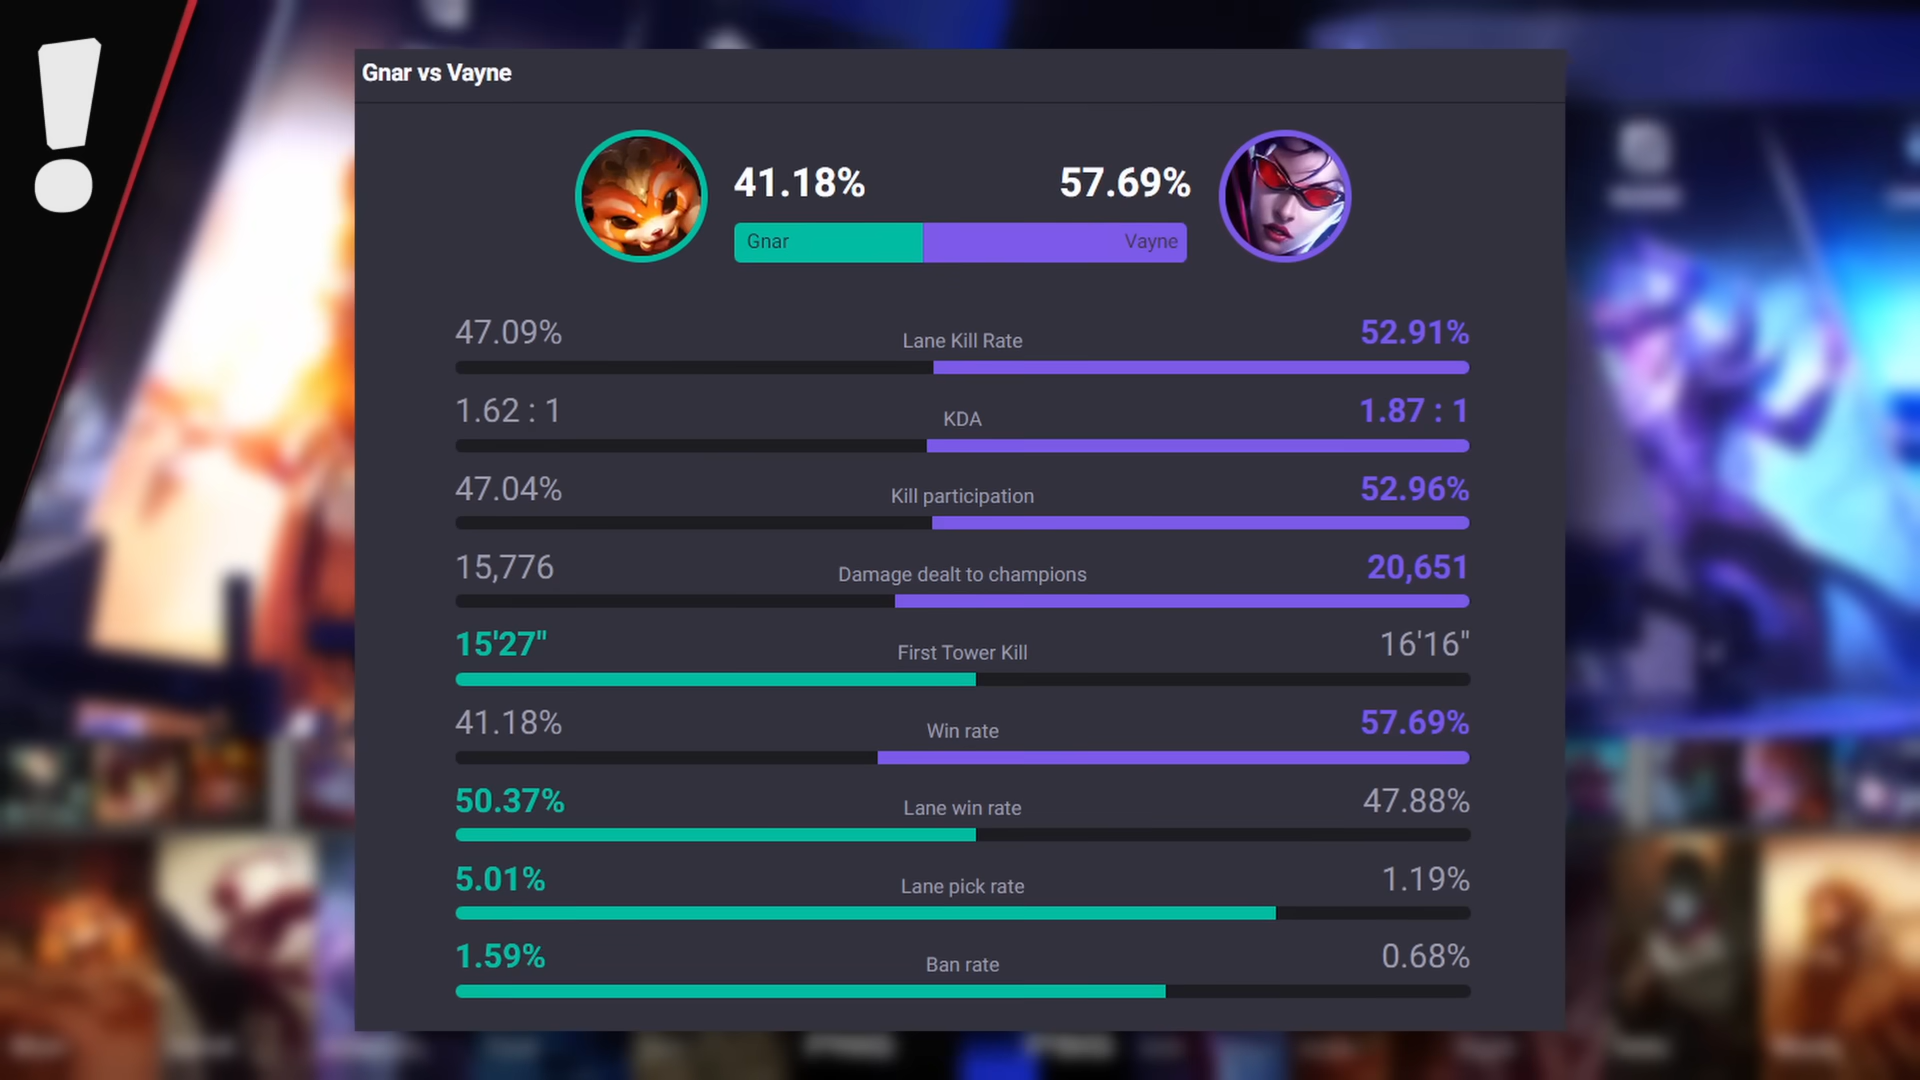 !
Gnar vs Vayne
41.18% 57.69%
Gnar Vayne
47.09% Lane Kill Rate 52.91%
1.62 : 1 KDA 1.87 : 1
47.04% Kill participation 52.96%
15,776 Damage dealt to champions 20,651
15'27" First Tower Kill 16'16"
41.18% Win rate 57.69%
50.37% Lane win rate 47.88%
5.01% Lane pick rate 1.19%
1.59% Ban rate 0.68%